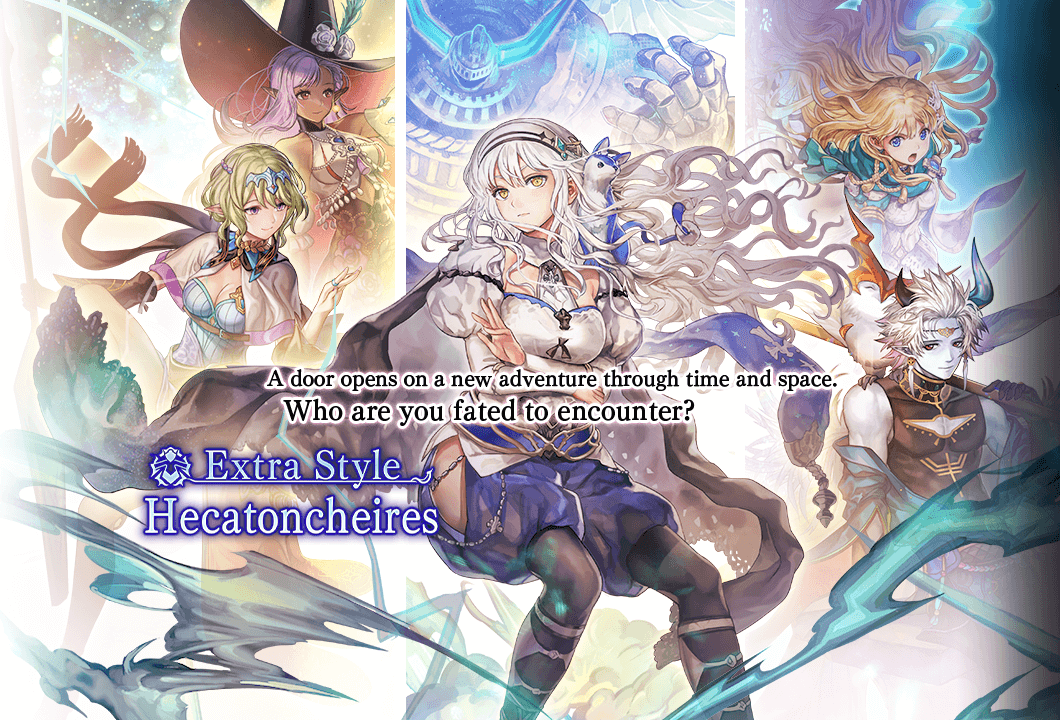 A door opens on a new adventure through time and space.
Who are you fated to encounter?
Extra Style
Hecatoncheires